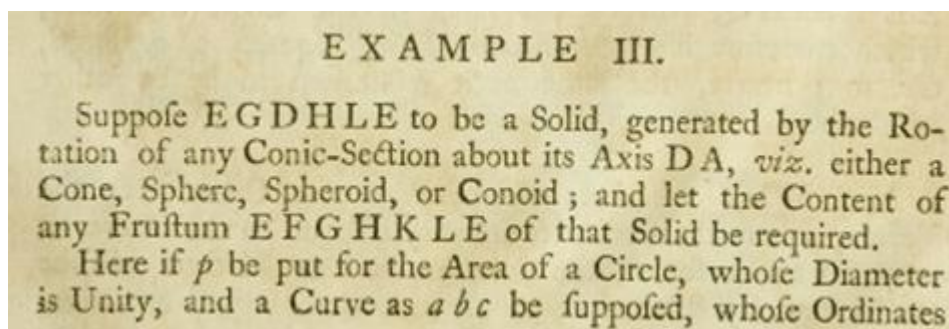 EXAMPLE III.
Suppoſe EGDHLE to be a Solid, generated by the Ro-
tation of any Conic-Section about its Axis DA, viz. either a
Cone, Sphere, Spheroid, or Conoid; and let the Content of
any Fruſtum EFGHKLE of that Solid be required.
Here if p be put for the Area of a Circle, whoſe Diameter
is Unity, and a Curve as abc be ſuppoſed, whoſe Ordinates